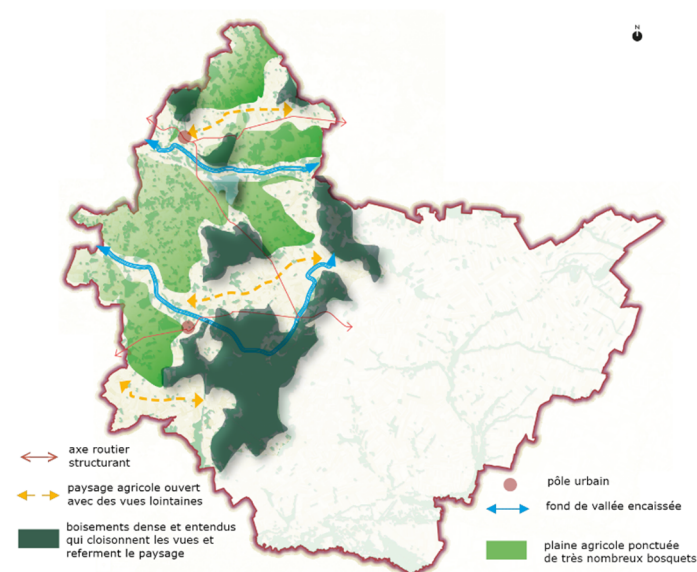 N
axe routier
structurant
paysage agricole ouvert
avec des vues lointaines
boisements dense et entendus
qui cloisonnent les vues et
referment le paysage
pôle urbain
fond de vallée encaissée
plaine agricole ponctuée
de très nombreux bosquets